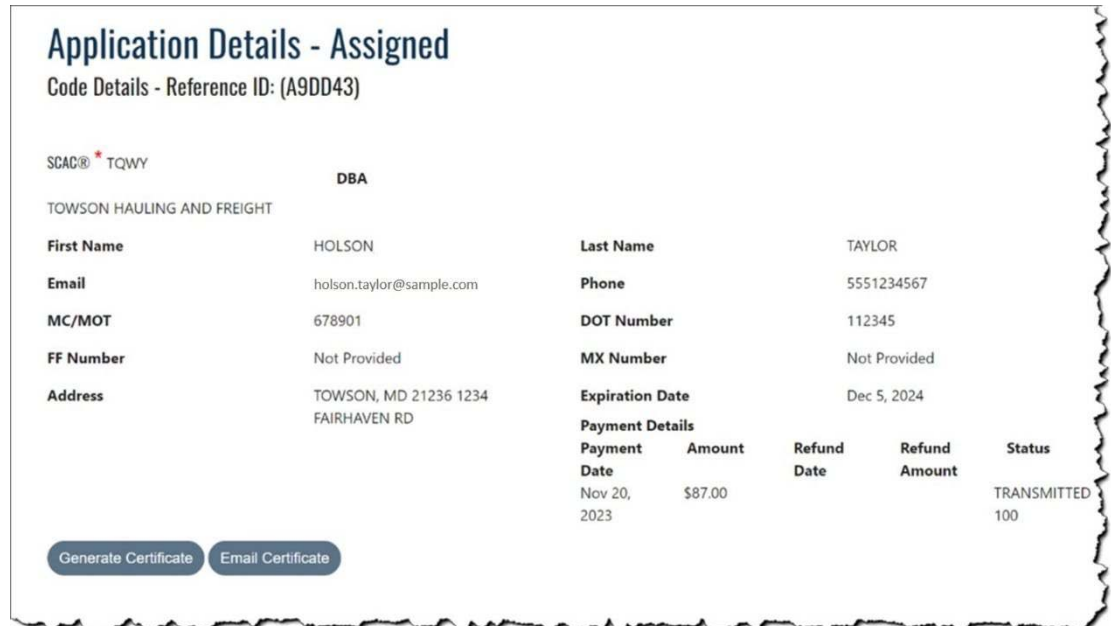 Application Details - Assigned
Code Details - Reference ID: (A9DD43)
SCAC® * TQWY
DBA
TOWSON HAULING AND FREIGHT
First Name HOLSON Last Name TAYLOR
Email holson.taylor@sample.com Phone 5551234567
MC/MOT 678901 DOT Number 112345
FF Number Not Provided MX Number Not Provided
Address TOWSON, MD 21236 1234 Expiration Date Dec 5, 2024
FAIRHAVEN RD
Payment Details
Payment Amount Refund Refund Status
Date Date Amount
Nov 20, $87.00 TRANSMITTED
2023 100
Generate Certificate Email Certificate